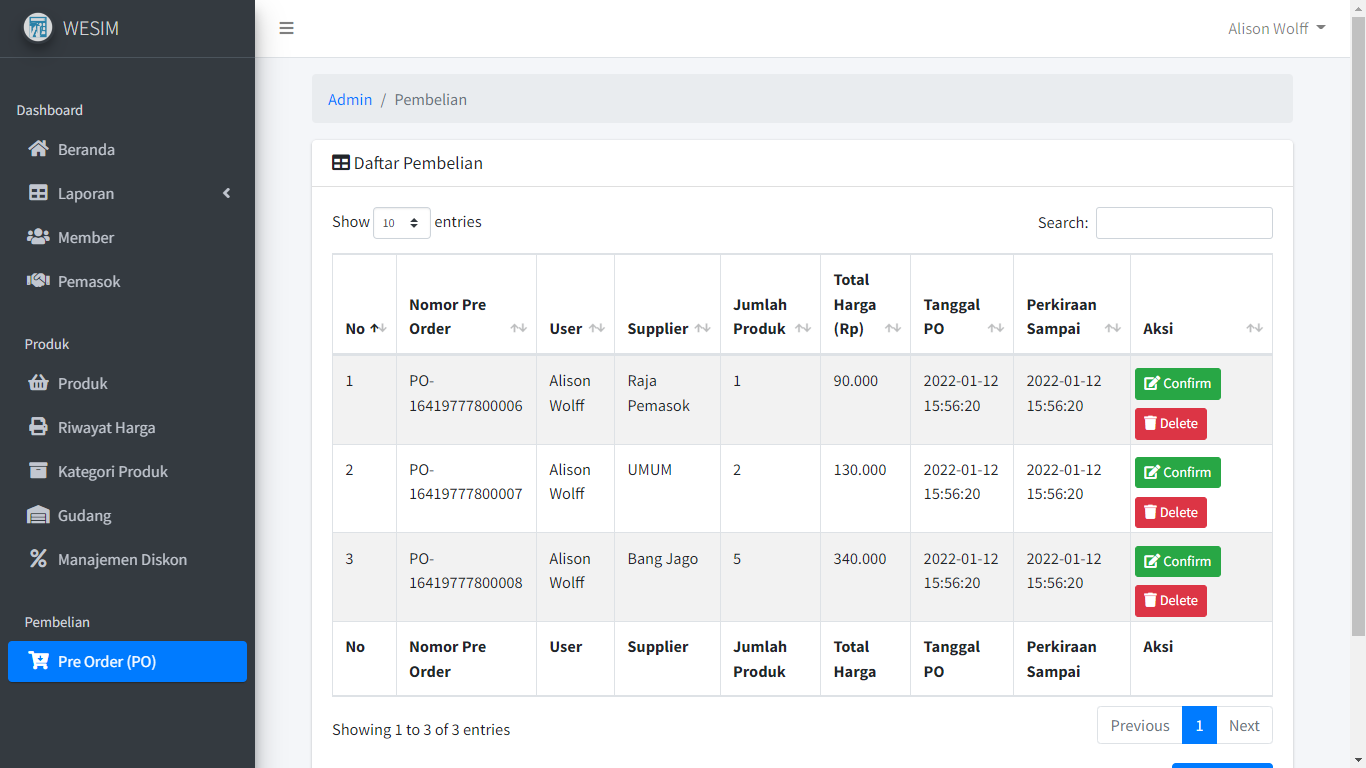 WESIM
Alison Wolff
Dashboard
Beranda
Laporan
Member
Pemasok
Produk
Produk
Riwayat Harga
Kategori Produk
Gudang
Manajemen Diskon
Pembelian
Pre Order (PO)
Admin / Pembelian
Daftar Pembelian
Show 10 entries
Search:
No Nomor Pre Order User Supplier Jumlah Produk Total Harga (Rp) Tanggal PO Perkiraan Sampai Aksi
1 PO-16419777800006 Alison Wolff Raja Pemasok 1 90.000 2022-01-12 15:56:20 2022-01-12 15:56:20 Confirm
Delete
2 PO-16419777800007 Alison Wolff UMUM 2 130.000 2022-01-12 15:56:20 2022-01-12 15:56:20 Confirm
Delete
3 PO-16419777800008 Alison Wolff Bang Jago 5 340.000 2022-01-12 15:56:20 2022-01-12 15:56:20 Confirm
Delete
No Nomor Pre Order User Supplier Jumlah Produk Total Harga Tanggal PO Perkiraan Sampai Aksi
Showing 1 to 3 of 3 entries
Previous 1 Next